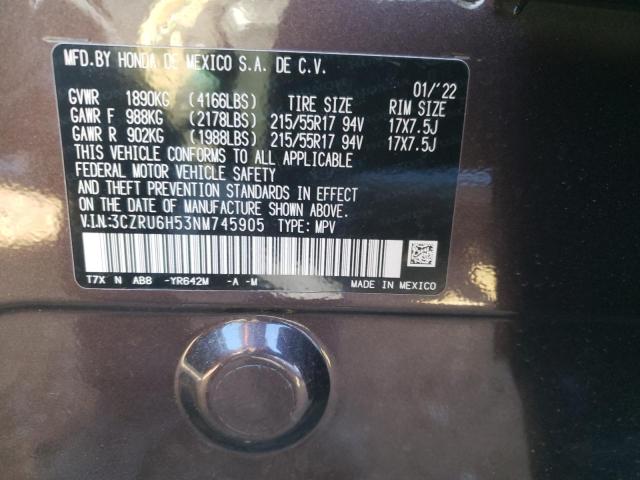 MFD.BY HONDA DE MEXICO S.A. DE C.V.
01/'22
GVWR 1890KG (4166LBS) TIRE SIZE RIM SIZE
GAWR F 988KG (2178LBS) 215/55R17 94V 17X7.5J
GAWR R 902KG (1988LBS) 215/55R17 94V 17X7.5J
THIS VEHICLE CONFORMS TO ALL APPLICABLE
FEDERAL MOTOR VEHICLE SAFETY
AND THEFT PREVENTION STANDARDS IN EFFECT
ON THE DATE OF MANUFACTURE SHOWN ABOVE.
V.I.N:3CZRU6H53NM745905 TYPE: MPV
T7X N AB8 -YR642M -A -M MADE IN MEXICO